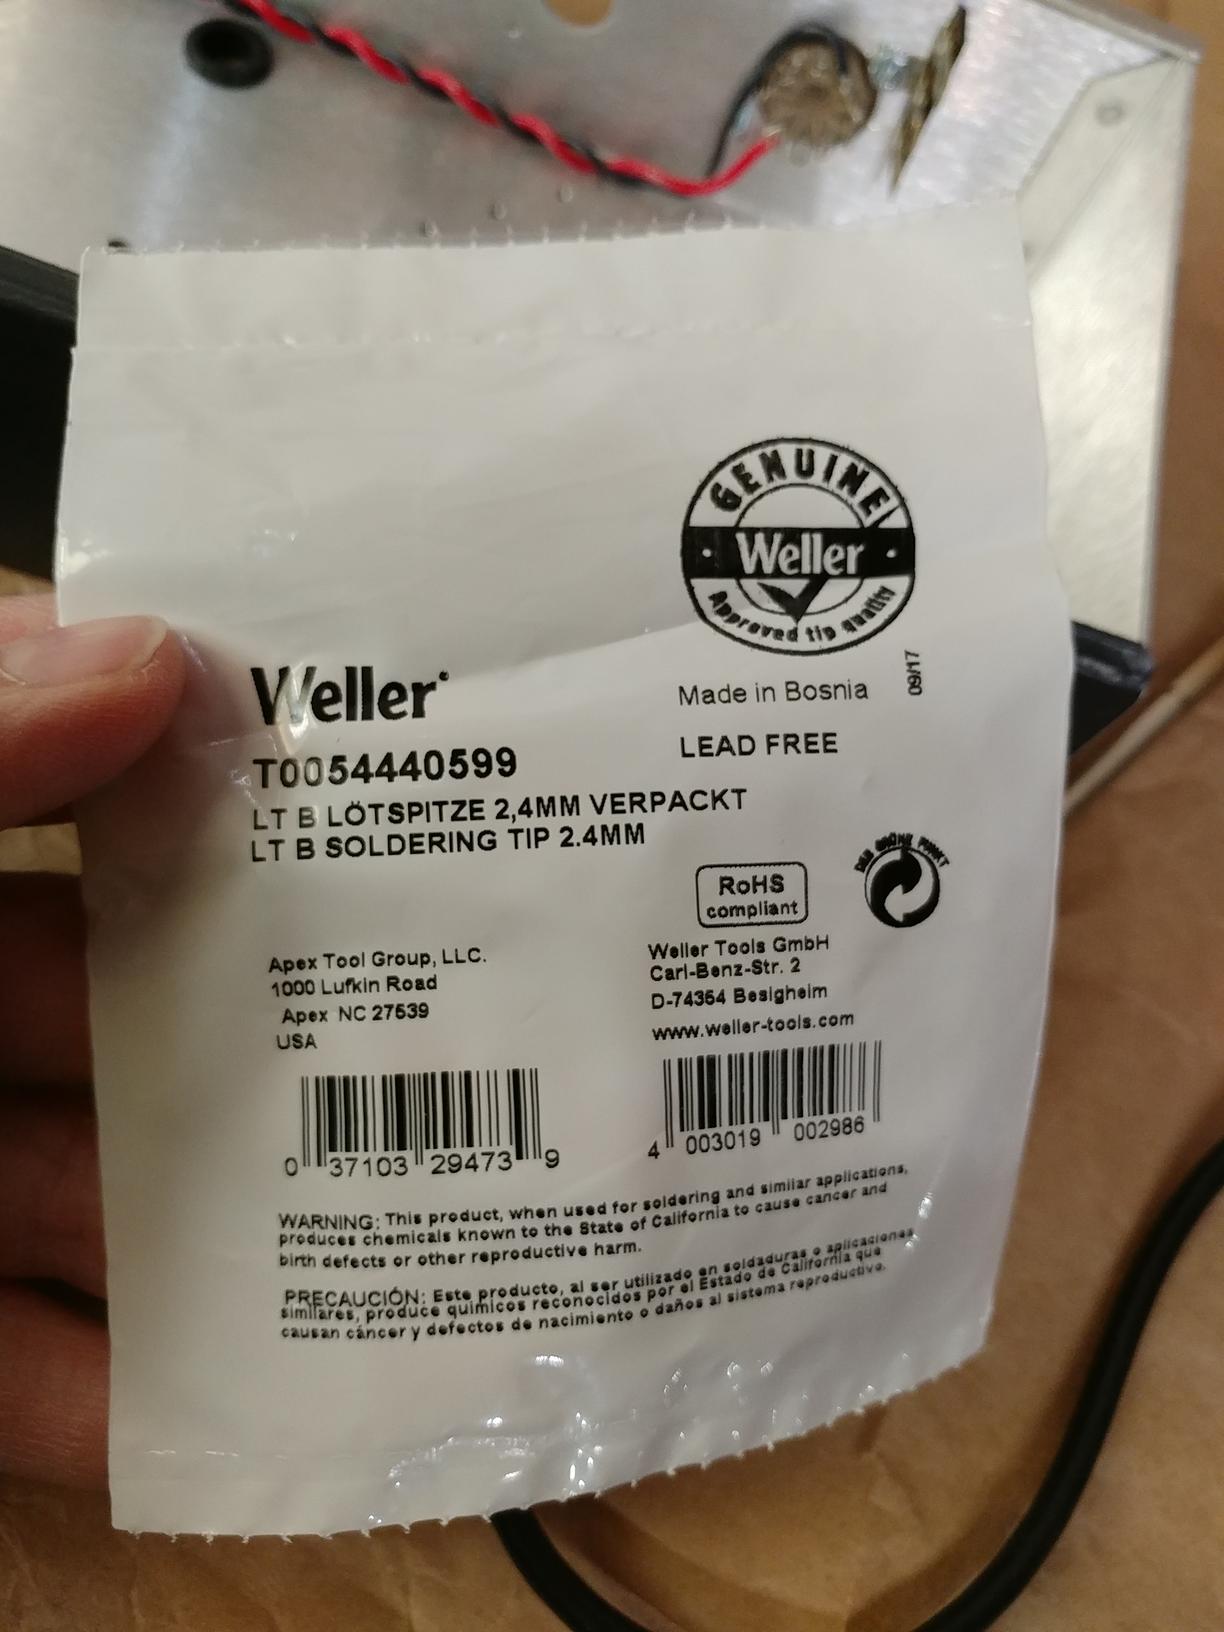 GENUINE
Weller
Approved tip quality
Weller
Made in Bosnia
09/17
T0054440599
LEAD FREE
LT B LÖTSPITZE 2,4MM VERPACKT
LT B SOLDERING TIP 2.4MM
DER GRÜNE PUNKT
RoHS
compliant
Apex Tool Group, LLC.
1000 Lufkin Road
Apex NC 27539
USA
Weller Tools GmbH
Carl-Benz-Str. 2
D-74354 Besigheim
www.weller-tools.com
0 37103 29473 9
4 003019 002986
WARNING: This product, when used for soldering and similar applications,
produces chemicals known to the State of California to cause cancer and
birth defects or other reproductive harm.
PRECAUCIÓN: Este producto, al ser utilizado en soldaduras o aplicaciones
similares, produce químicos reconocidos por el Estado de California que
causan cáncer y defectos de nacimiento o daños al sistema reproductivo.